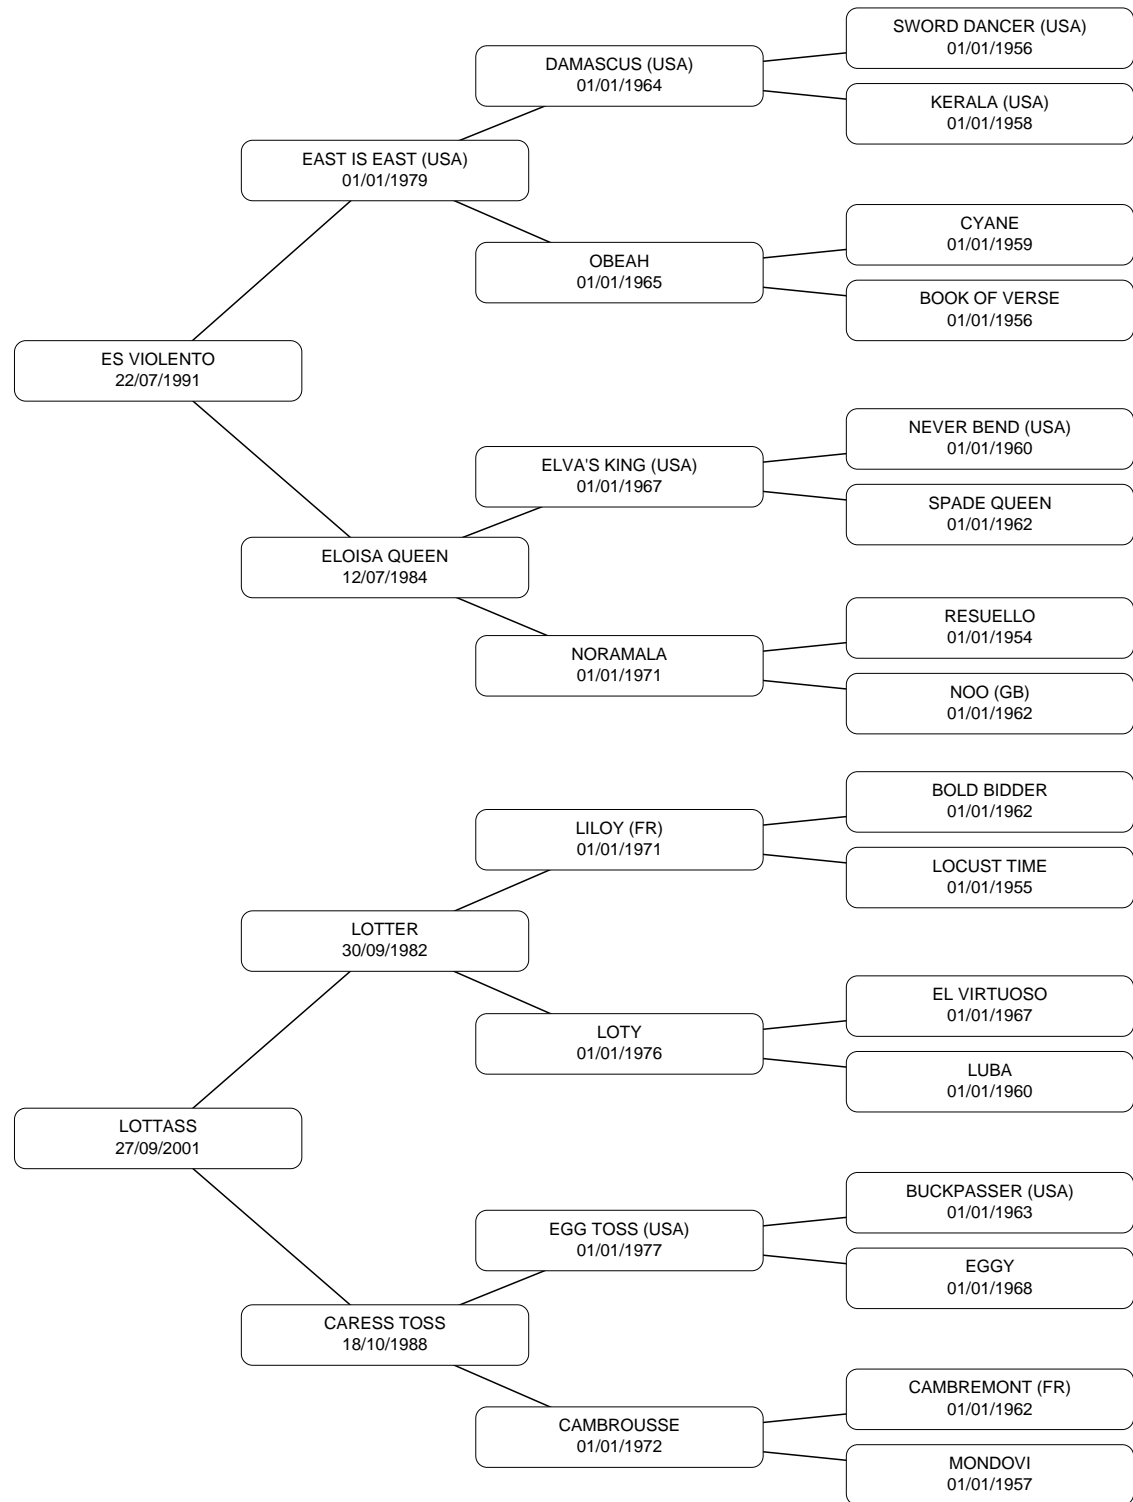 SWORD DANCER (USA)
01/01/1956
DAMASCUS (USA)
01/01/1964
KERALA (USA)
01/01/1958
EAST IS EAST (USA)
01/01/1979
CYANE
01/01/1959
OBEAH
01/01/1965
BOOK OF VERSE
01/01/1956
ES VIOLENTO
22/07/1991
NEVER BEND (USA)
01/01/1960
ELVA'S KING (USA)
01/01/1967
SPADE QUEEN
01/01/1962
ELOISA QUEEN
12/07/1984
RESUELLO
01/01/1954
NORAMALA
01/01/1971
NOO (GB)
01/01/1962
BOLD BIDDER
01/01/1962
LILOY (FR)
01/01/1971
LOCUST TIME
01/01/1955
LOTTER
30/09/1982
EL VIRTUOSO
01/01/1967
LOTY
01/01/1976
LUBA
01/01/1960
LOTTASS
27/09/2001
BUCKPASSER (USA)
01/01/1963
EGG TOSS (USA)
01/01/1977
EGGY
01/01/1968
CARESS TOSS
18/10/1988
CAMBREMONT (FR)
01/01/1962
CAMBROUSSE
01/01/1972
MONDOVI
01/01/1957